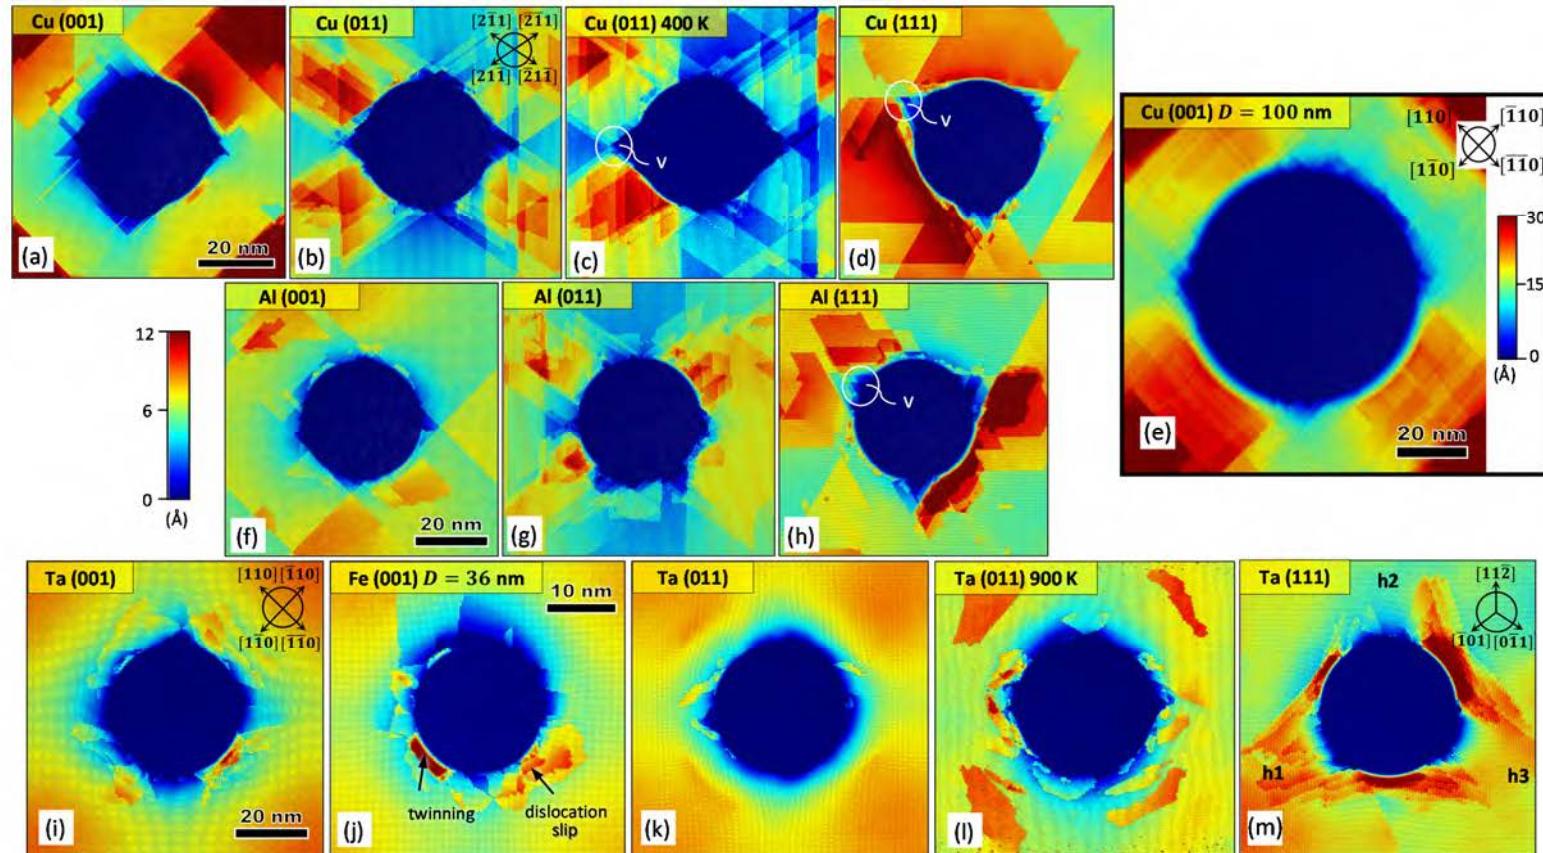 Cu (001)
20 nm
(a)
Cu (011)
[2̅1̅1] [2̅1̅1]
[211̅] [2̅11̅]
(b)
Cu (011) 400 K
V
(c)
Cu (111)
V
(d)
Cu (001) D = 100 nm
[110] [1̅10]
[11̅0] [1̅1̅0]
30
15
0
(Å)
20 nm
(e)
12
6
0
(Å)
Al (001)
20 nm
(f)
Al (011)
(g)
Al (111)
V
(h)
Ta (001)
[110] [1̅10]
[11̅0] [1̅1̅0]
20 nm
(i)
Fe (001) D = 36 nm
10 nm
twinning
dislocation
slip
(j)
Ta (011)
(k)
Ta (011) 900 K
(l)
Ta (111)
h2
[112̅]
[1̅01] [01̅1]
h1
h3
(m)